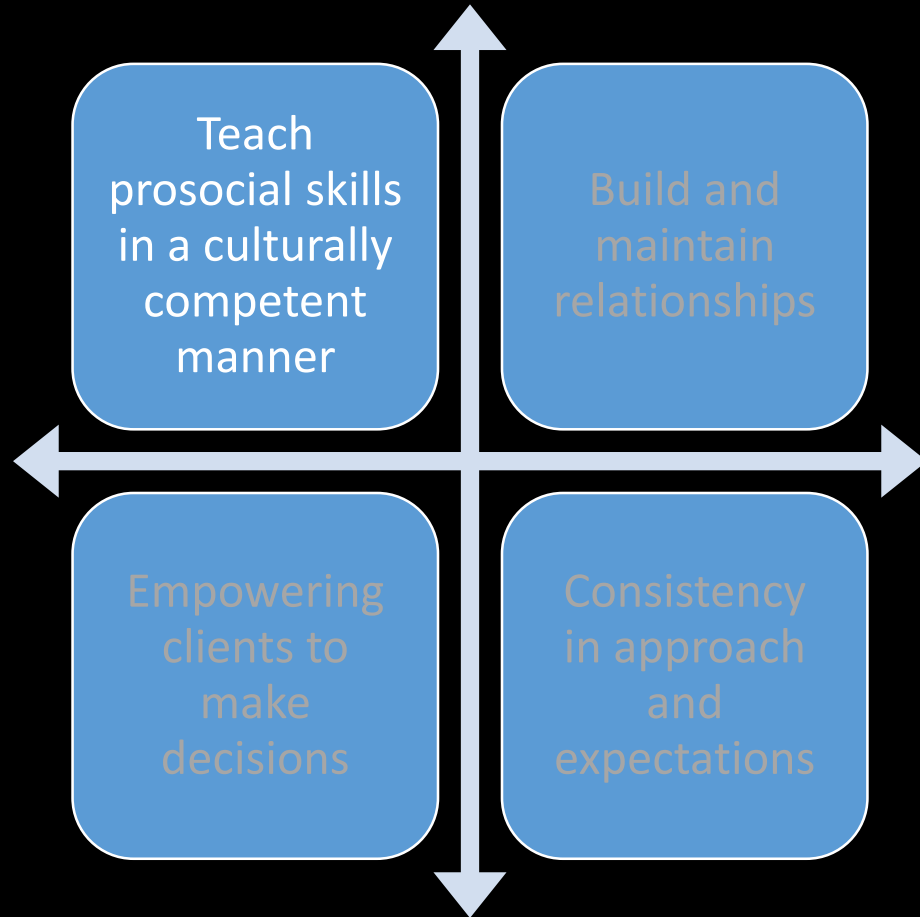 Teach
prosocial skills
in a culturally
competent
manner
Build and
maintain
relationships
Empowering
clients to
make
decisions
Consistency
in approach
and
expectations